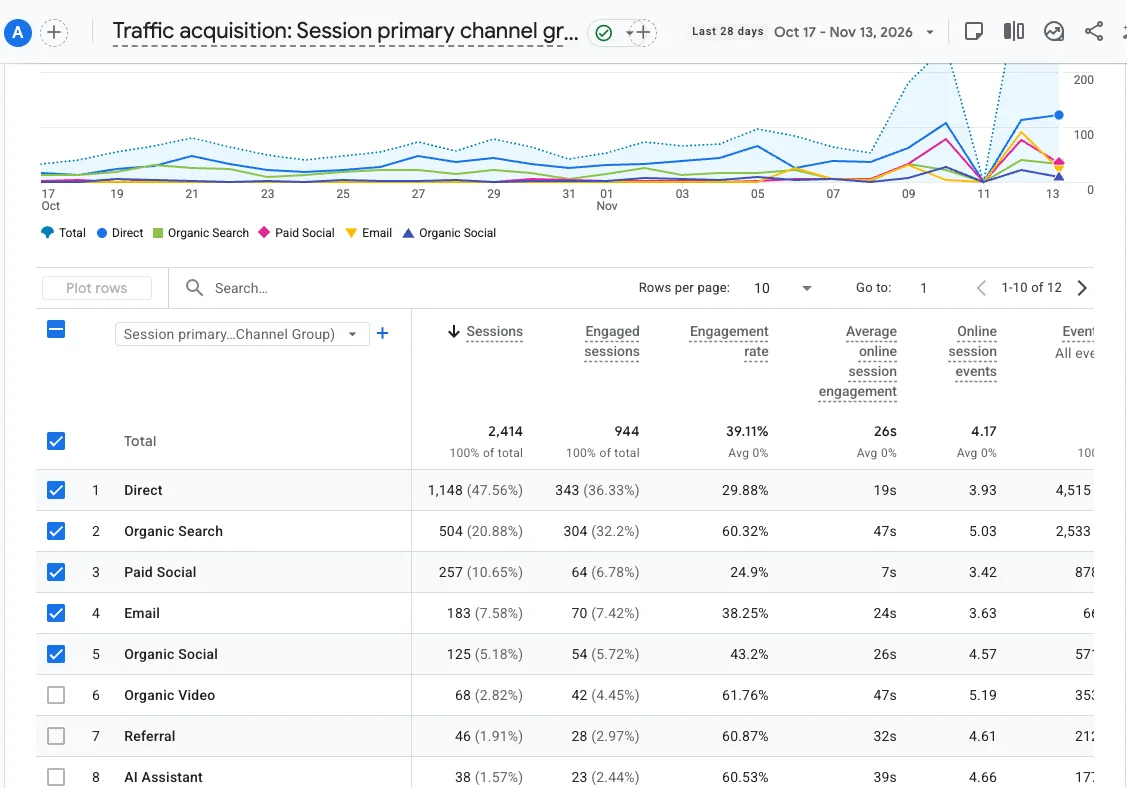 A
Traffic acquisition: Session primary channel gr...
Last 28 days Oct 17 - Nov 13, 2026
200
100
0
17 19 21 23 25 27 29 31 01 03 05 07 09 11 13
Oct Nov
Total Direct Organic Search Paid Social Email Organic Social
Plot rows Search... Rows per page: 10 Go to: 1 1-10 of 12
Session primary...Channel Group)
Sessions
Engaged sessions
Engagement rate
Average online session engagement
Online session events
Event
All eve
Total 2,414 944 39.11% 26s 4.17
100% of total 100% of total Avg 0% Avg 0% Avg 0% 100
1 Direct 1,148 (47.56%) 343 (36.33%) 29.88% 19s 3.93 4,515
2 Organic Search 504 (20.88%) 304 (32.2%) 60.32% 47s 5.03 2,533
3 Paid Social 257 (10.65%) 64 (6.78%) 24.9% 7s 3.42 878
4 Email 183 (7.58%) 70 (7.42%) 38.25% 24s 3.63
5 Organic Social 125 (5.18%) 54 (5.72%) 43.2% 26s 4.57 571
6 Organic Video 68 (2.82%) 42 (4.45%) 61.76% 47s 5.19 353
7 Referral 46 (1.91%) 28 (2.97%) 60.87% 32s 4.61 212
8 AI Assistant 38 (1.57%) 23 (2.44%) 60.53% 39s 4.66 177